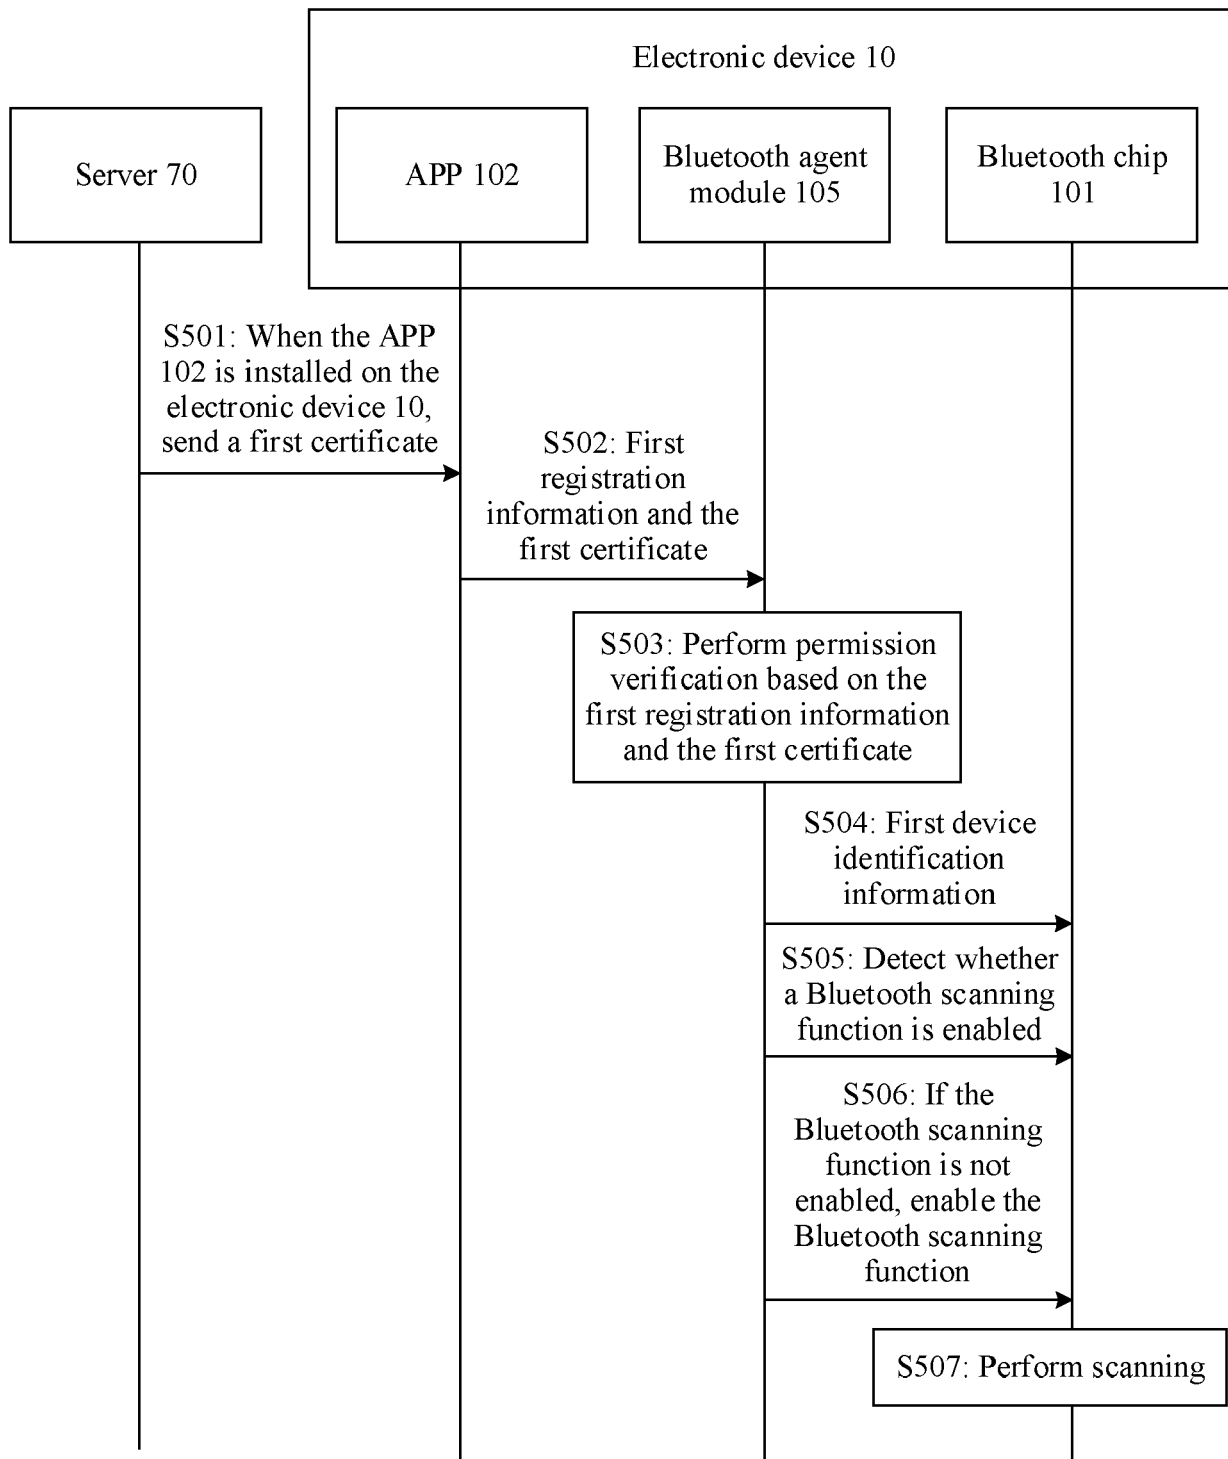 Electronic device 10
Server 70
APP 102
Bluetooth agent
module 105
Bluetooth chip
101
S501: When the APP
102 is installed on the
electronic device 10,
send a first certificate
S502: First
registration
information and the
first certificate
S503: Perform permission
verification based on the
first registration information
and the first certificate
S504: First device
identification
information
S505: Detect whether
a Bluetooth scanning
function is enabled
S506: If the
Bluetooth scanning
function is not
enabled, enable the
Bluetooth scanning
function
S507: Perform scanning